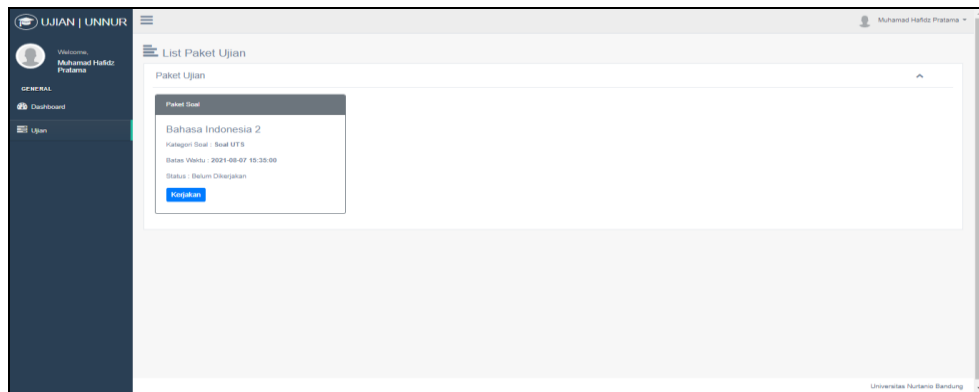 UJIAN | UNNUR
Muhamad Hafidz Pratama
Welcome,
Muhamad Hafidz
Pratama
GENERAL
Dashboard
Ujian
List Paket Ujian
Paket Ujian
Paket Soal
Bahasa Indonesia 2
Kategori Soal : Soal UTS
Batas Waktu : 2021-08-07 15:35:00
Status : Belum Dikerjakan
Kerjakan
Universitas Nurtanio Bandung